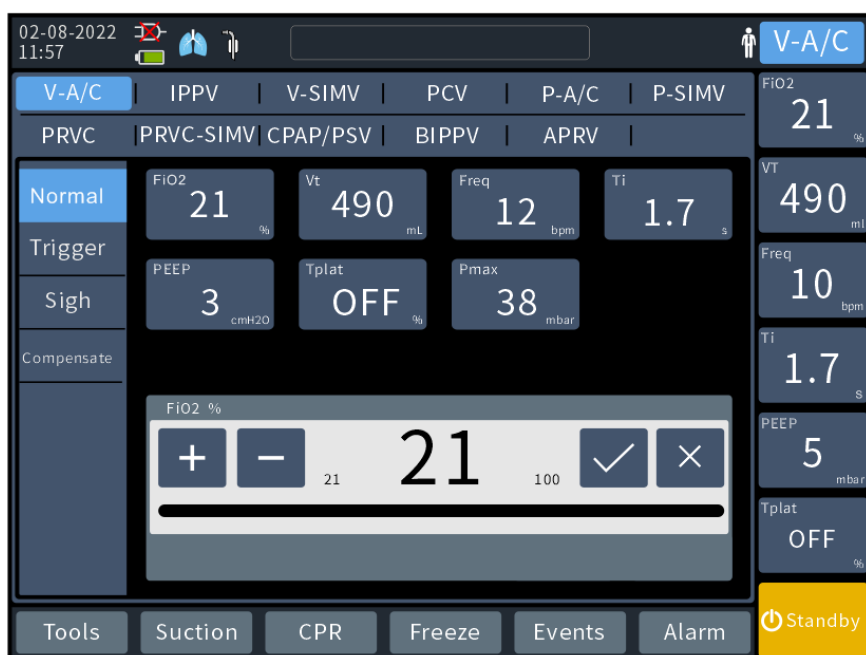 02-08-2022
11:57
V-A/C
V-A/C | IPPV | V-SIMV | PCV | P-A/C | P-SIMV
PRVC |PRVC-SIMV| CPAP/PSV | BIPPV | APRV |
Normal
Trigger
Sigh
Compensate
FiO2
21
%
Vt
490
mL
Freq
12
bpm
Ti
1.7
s
PEEP
3
cmH2O
Tplat
OFF
%
Pmax
38
mbar
FiO2 %
+ − 21 21 100
FiO2
21
%
VT
490
ml
Freq
10
bpm
Ti
1.7
s
PEEP
5
mbar
Tplat
OFF
%
Tools Suction CPR Freeze Events Alarm
Standby